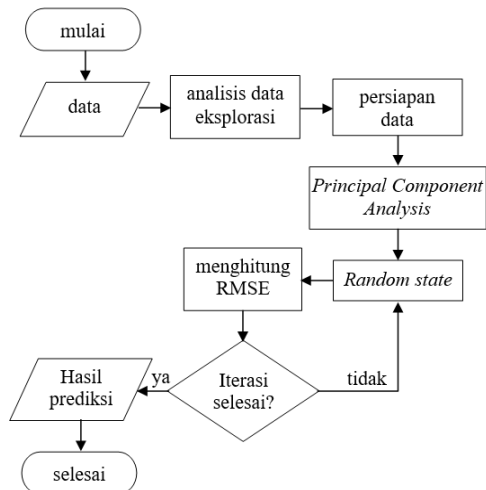 mulai
data
analisis data
eksplorasi
persiapan
data
Principal Component
Analysis
Random state
menghitung
RMSE
Iterasi
selesai?
tidak
ya
Hasil
prediksi
selesai